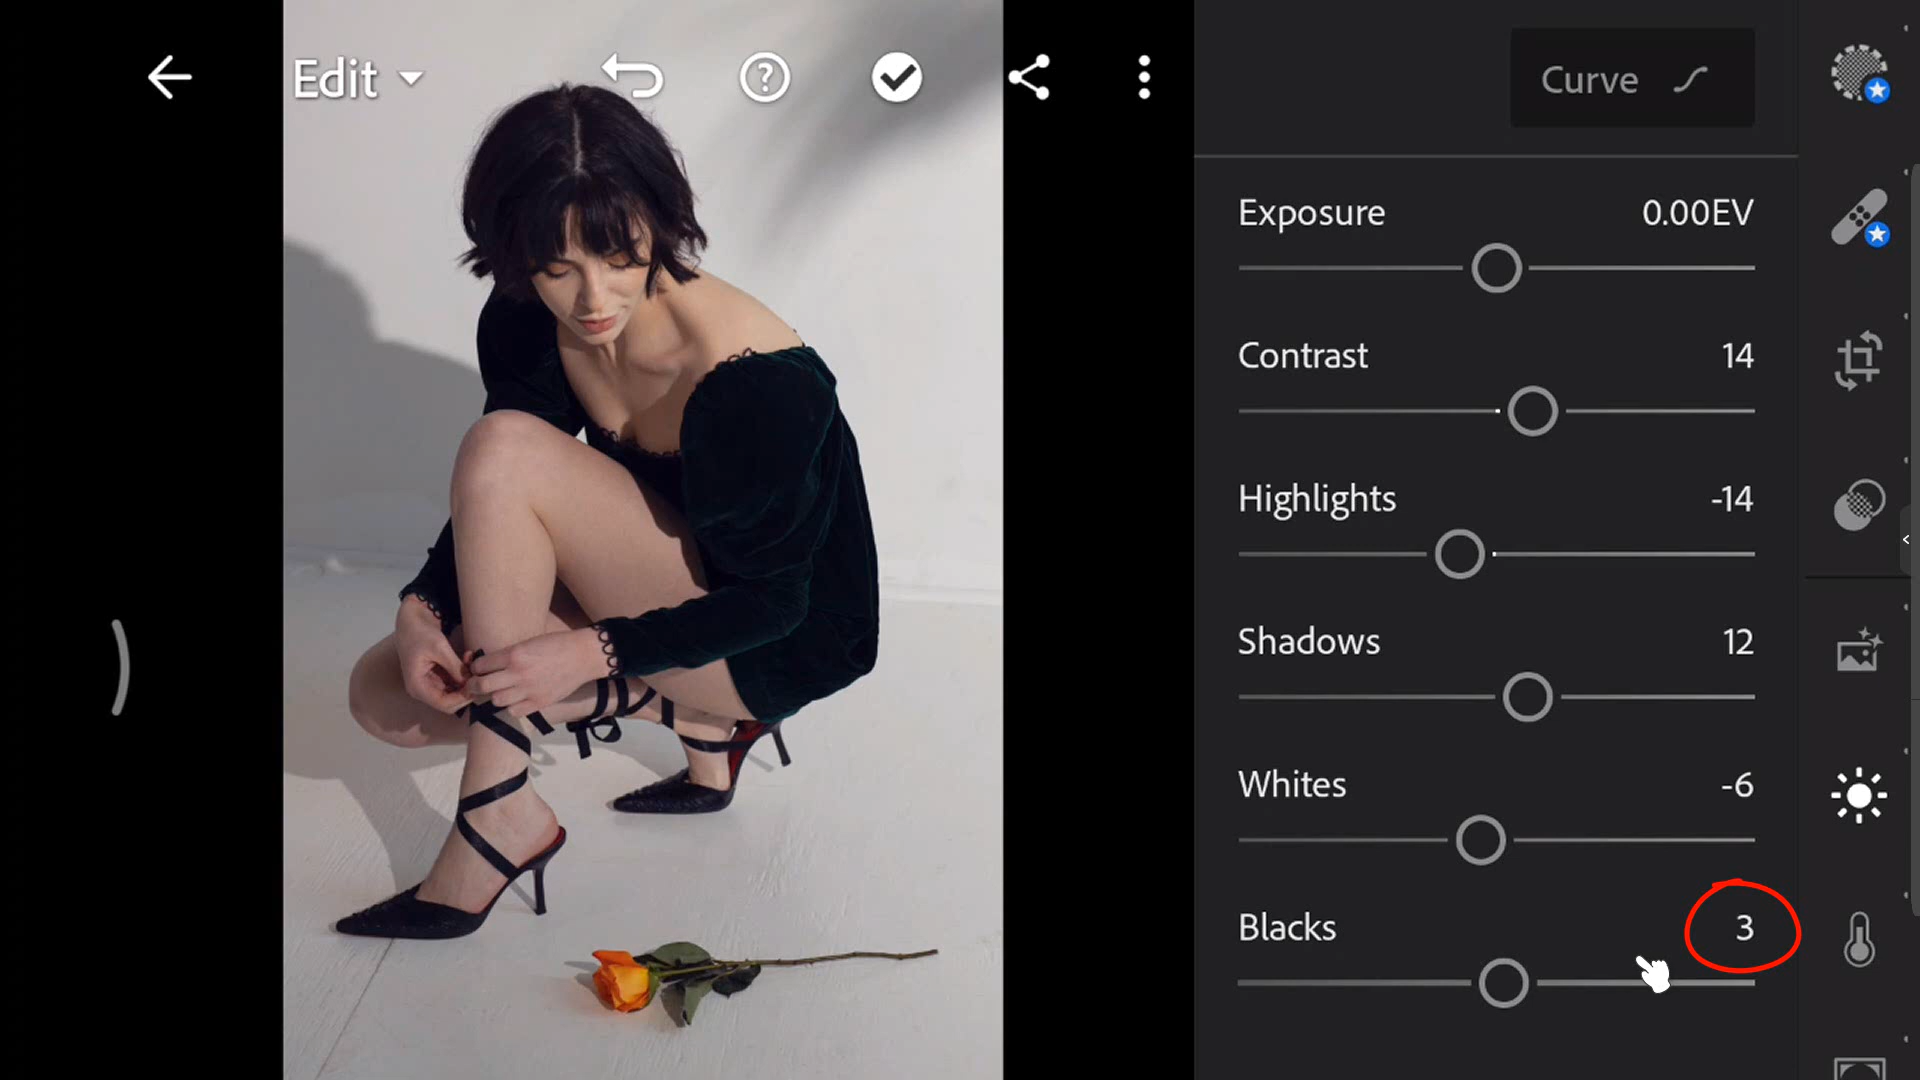 Edit
Curve
Exposure 0.00EV
Contrast 14
Highlights -14
Shadows 12
Whites -6
Blacks 3